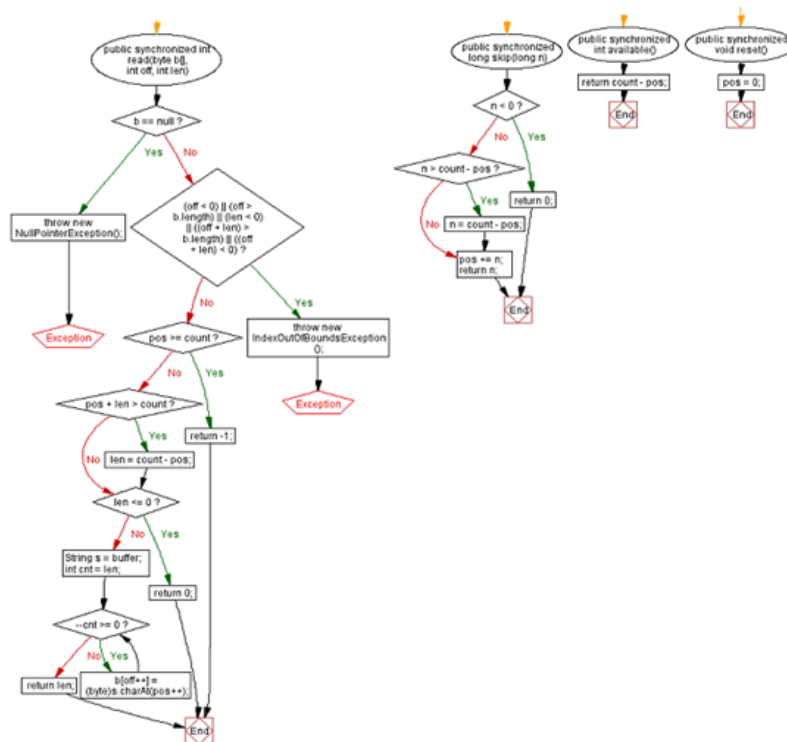 public synchronized int
read(byte b[],
int off, int len)
b == null ?
Yes
No
throw new
NullPointerException();
Exception
(off < 0) || (off >
b.length) || (len < 0)
|| ((off + len) >
b.length) || ((off
+ len) < 0) ?
No
Yes
pos >= count ?
throw new
IndexOutOfBoundsException
();
Exception
No
Yes
pos + len > count ?
return -1;
No
Yes
len = count - pos;
len <= 0 ?
No
Yes
String s = buffer;
int cnt = len;
return 0;
--cnt >= 0 ?
No
Yes
return len;
b[off++] =
(byte)s.charAt(pos++);
End
public synchronized
long skip(long n)
n < 0 ?
No
Yes
n > count - pos ?
return 0;
No
Yes
n = count - pos;
pos += n;
return n;
End
public synchronized
int available()
return count - pos;
End
public synchronized
void reset()
pos = 0;
End